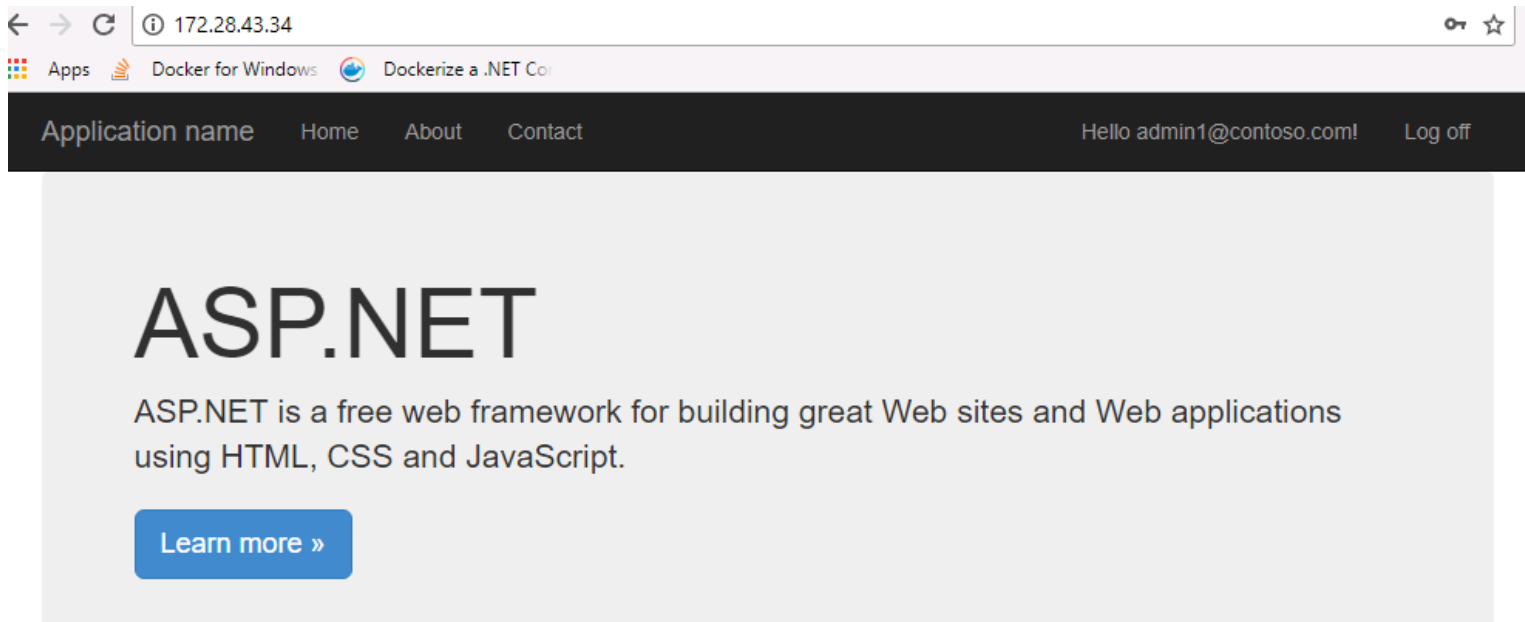 172.28.43.34
Apps Docker for Windows Dockerize a .NET
Application name Home About Contact Hello admin1@contoso.com! Log off
ASP.NET
ASP.NET is a free web framework for building great Web sites and Web applications
using HTML, CSS and JavaScript.
Learn more »